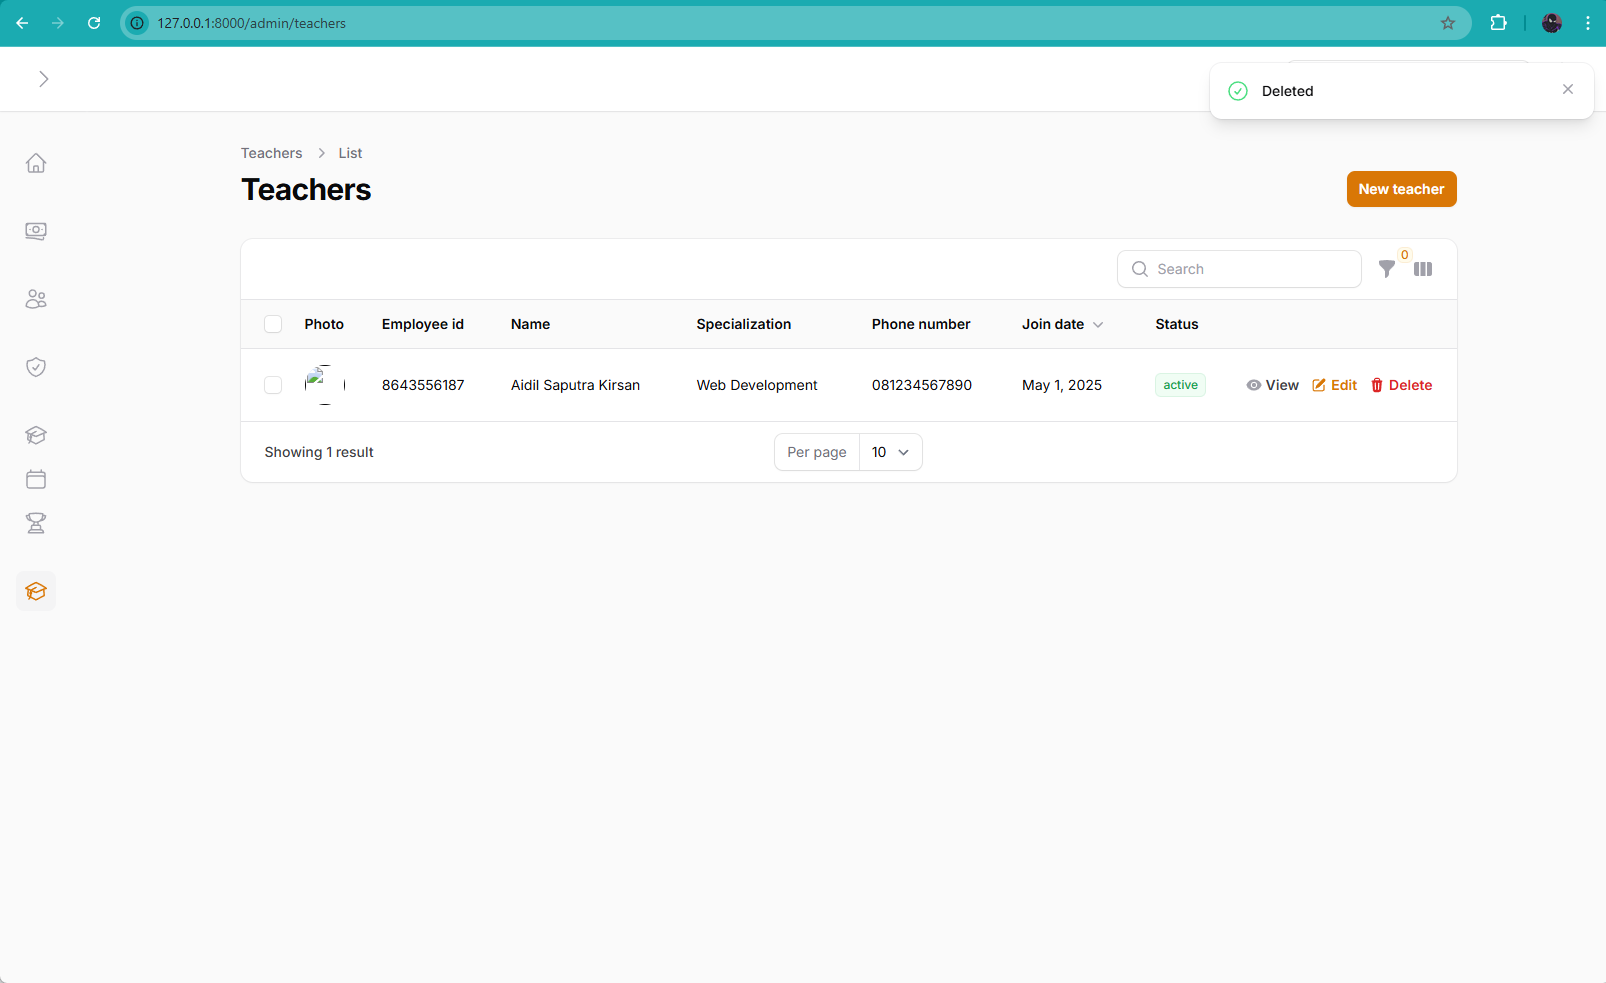 127.0.0.1:8000/admin/teachers
Deleted
Teachers > List
Teachers
New teacher
Search
0
Photo Employee id Name Specialization Phone number Join date Status
8643556187 Aidil Saputra Kirsan Web Development 081234567890 May 1, 2025 active View Edit Delete
Showing 1 result
Per page 10